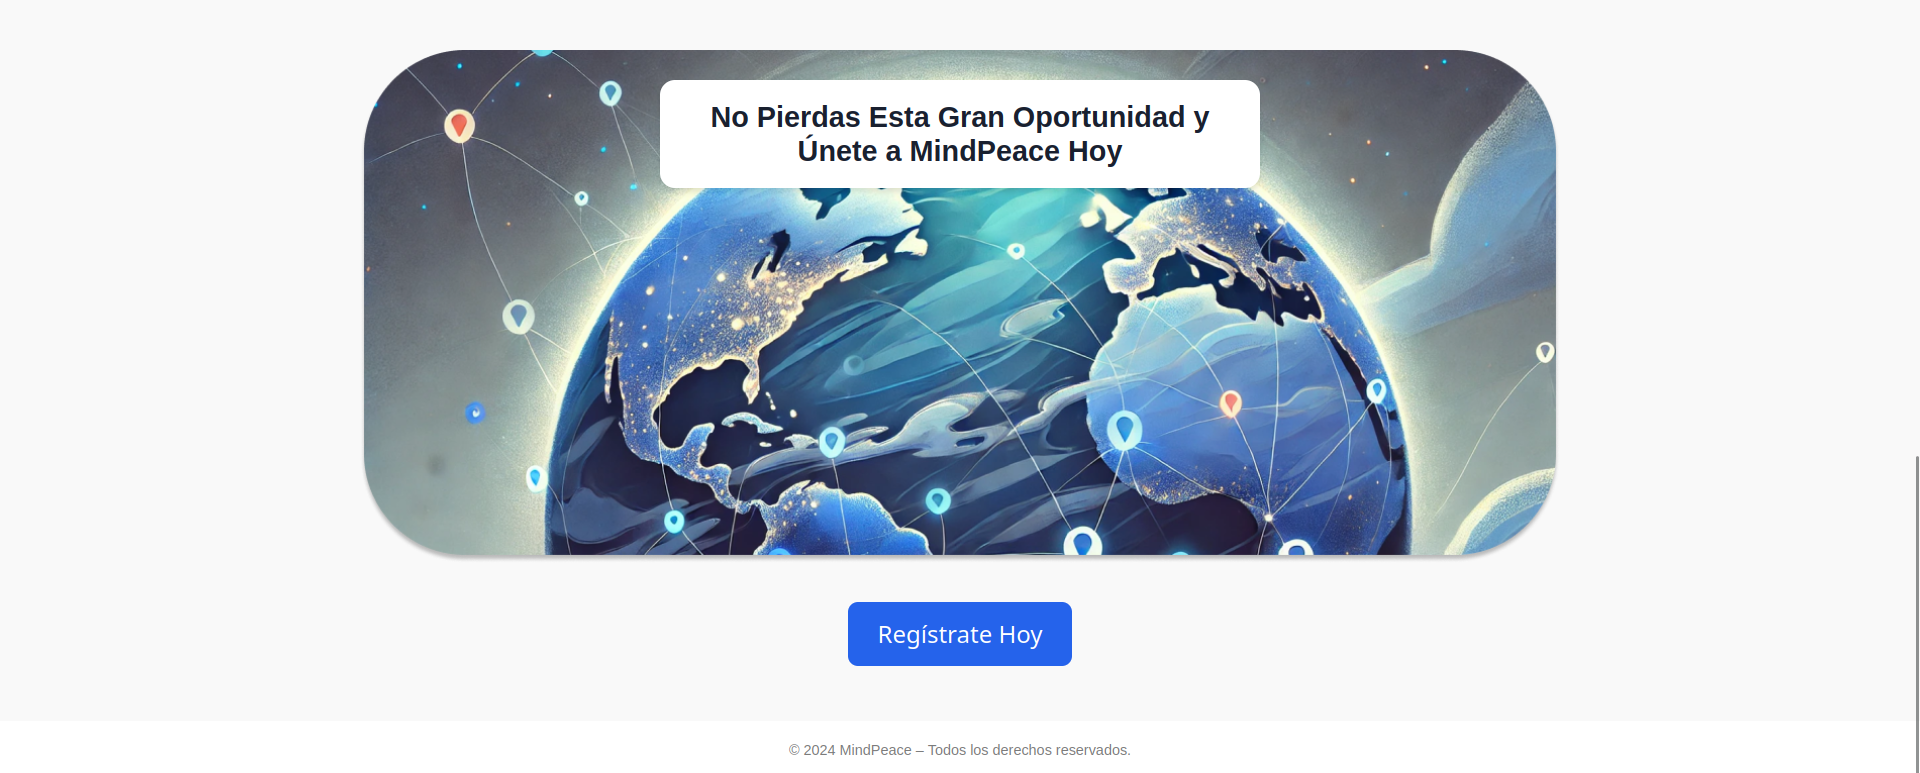 No Pierdas Esta Gran Oportunidad y
Únete a MindPeace Hoy
Regístrate Hoy
© 2024 MindPeace – Todos los derechos reservados.